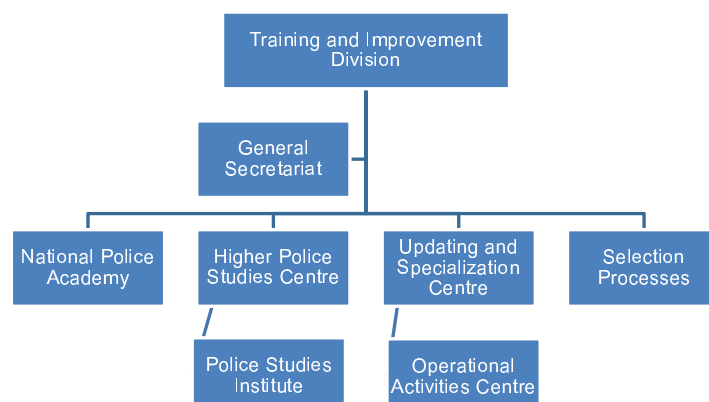 Training and Improvement
Division
General
Secretariat
National Police
Academy
Higher Police
Studies Centre
Updating and
Specialization
Centre
Selection
Processes
Police Studies
Institute
Operational
Activities Centre